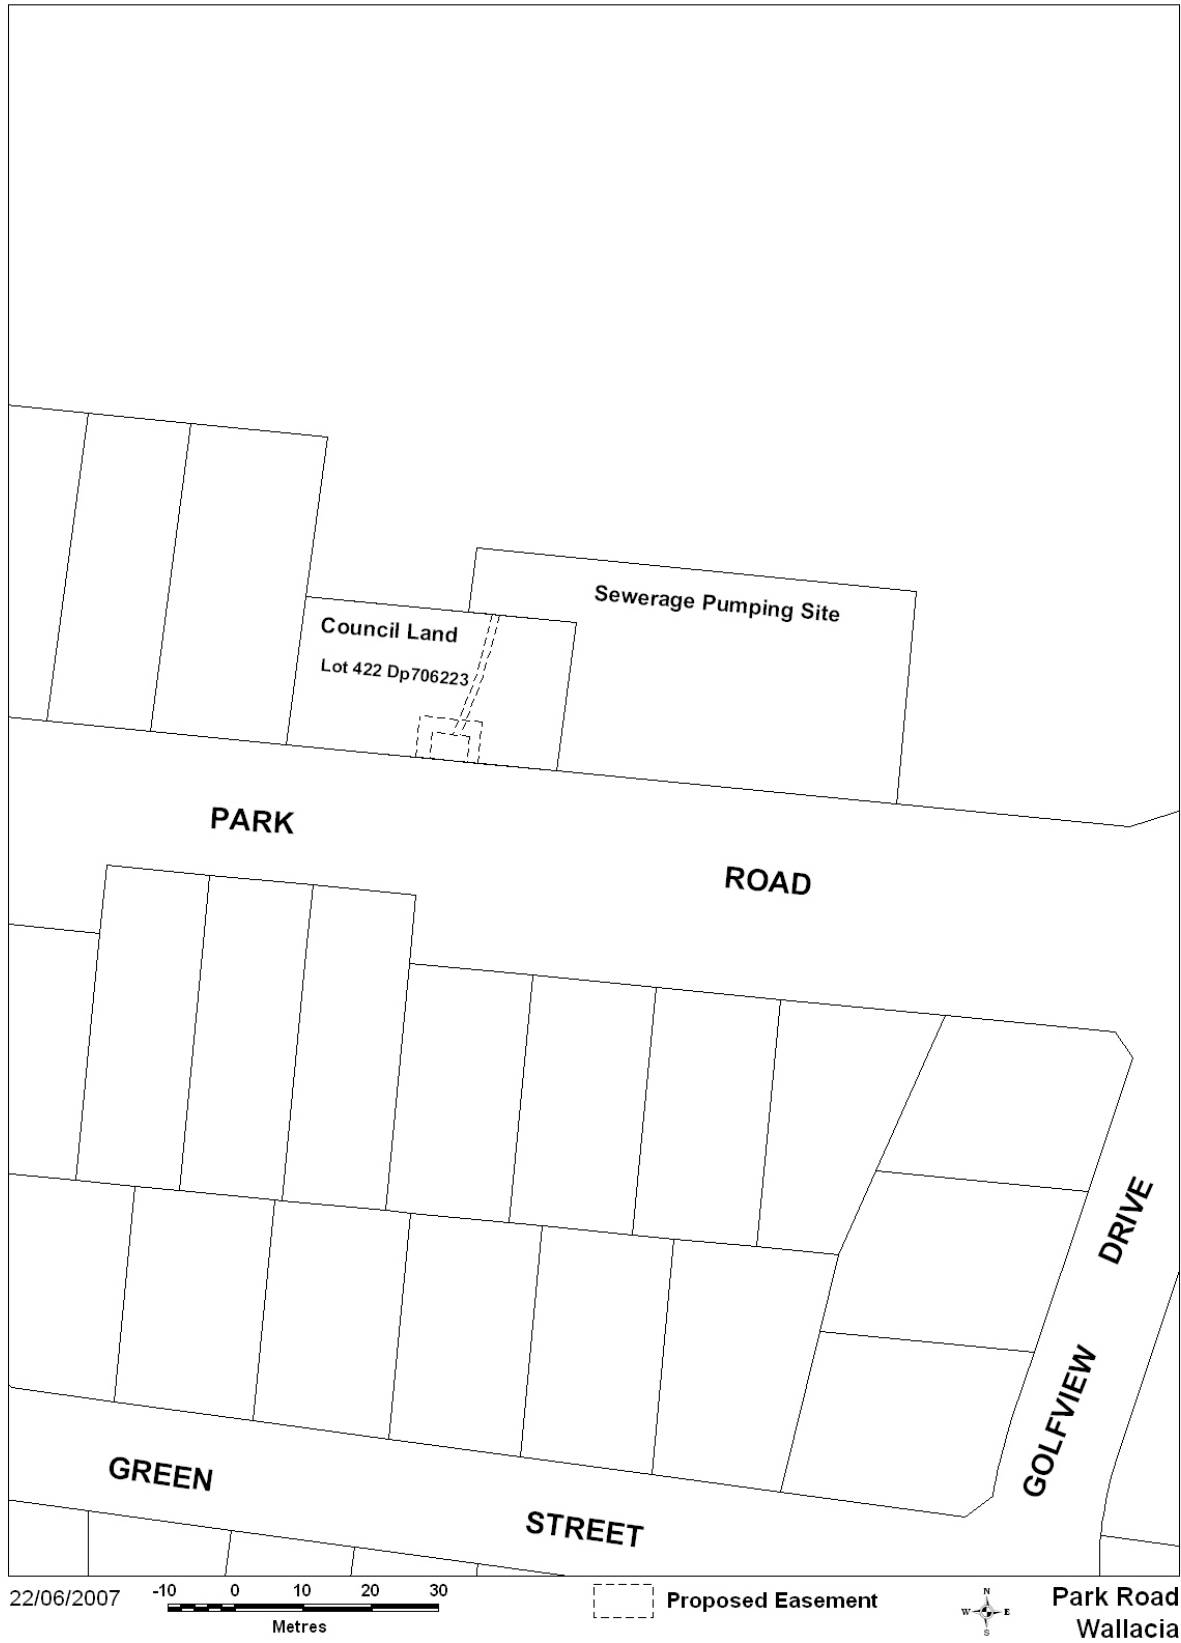 Sewerage Pumping Site
Council Land
Lot 422 Dp706223
PARK
ROAD
DRIVE
GOLFVIEW
GREEN
STREET
22/06/2007
-10 0 10 20 30
Metres
Proposed Easement
N
W E
S
Park Road
Wallacia